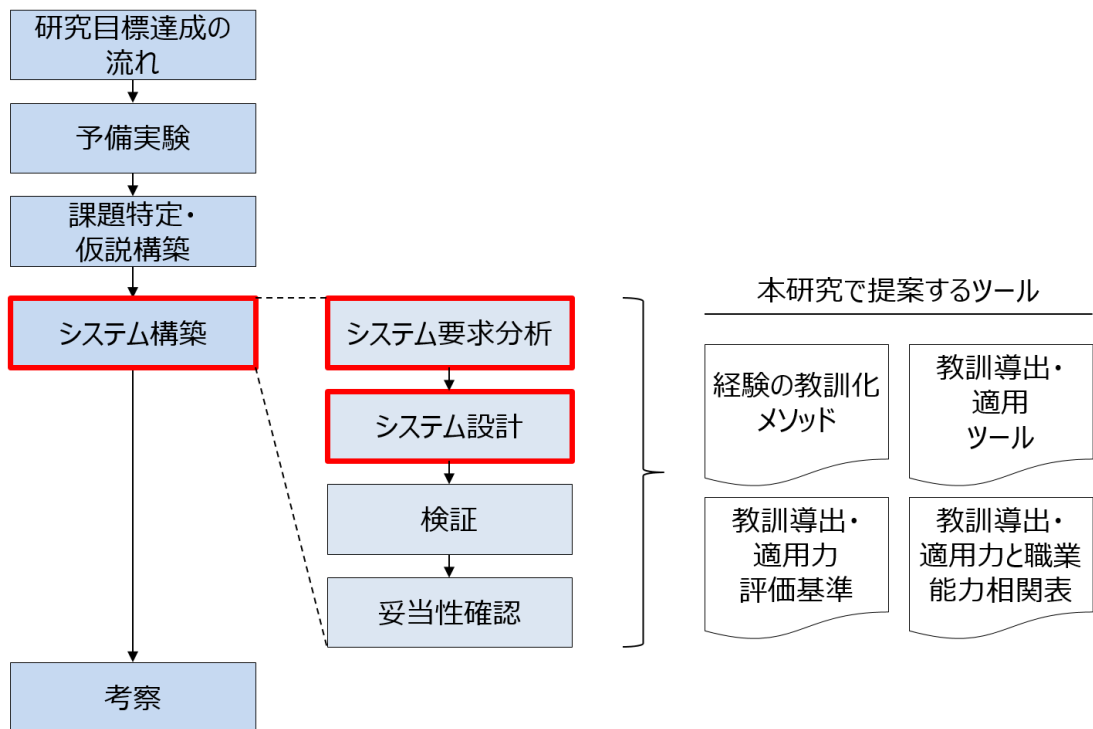 研究目標達成の
流れ
予備実験
課題特定・
仮説構築
システム構築
考察
システム要求分析
システム設計
検証
妥当性確認
本研究で提案するツール
経験の教訓化
メソッド
教訓導出・
適用
ツール
教訓導出・
適用力
評価基準
教訓導出・
適用力と職業
能力相関表